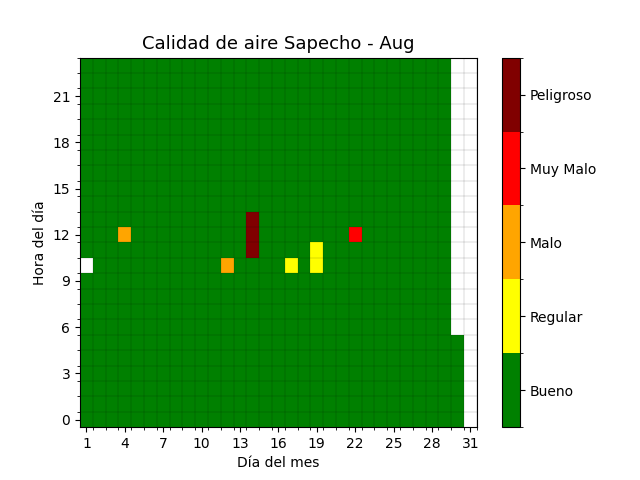 Calidad de aire Sapecho - Aug
Hora del día
21
18
15
12
9
6
3
0
1 4 7 10 13 16 19 22 25 28 31
Día del mes
Peligroso
Muy Malo
Malo
Regular
Bueno